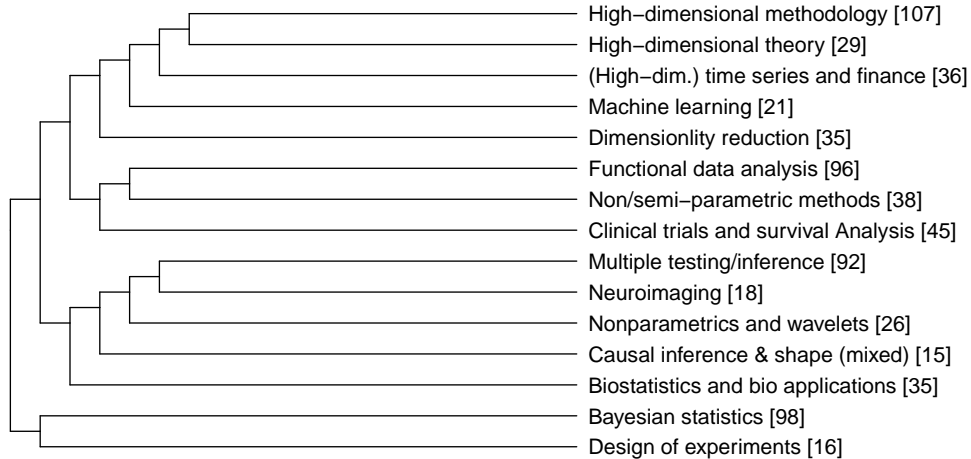 High−dimensional methodology [107]
High−dimensional theory [29]
(High−dim.) time series and finance [36]
Machine learning [21]
Dimensionlity reduction [35]
Functional data analysis [96]
Non/semi−parametric methods [38]
Clinical trials and survival Analysis [45]
Multiple testing/inference [92]
Neuroimaging [18]
Nonparametrics and wavelets [26]
Causal inference & shape (mixed) [15]
Biostatistics and bio applications [35]
Bayesian statistics [98]
Design of experiments [16]